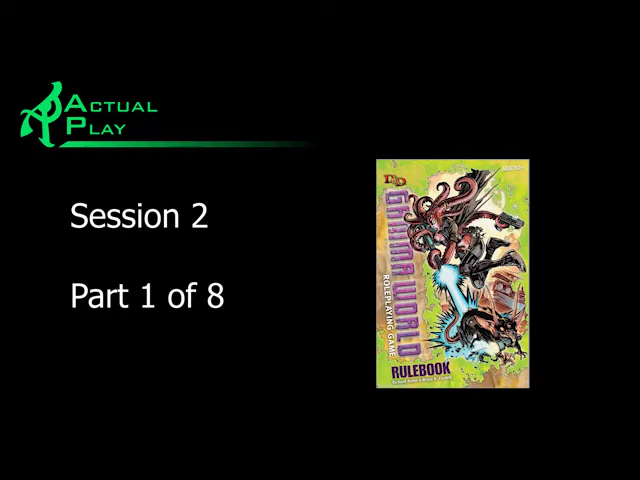 ACTUAL
PLAY
Session 2
Part 1 of 8
D&D
GAMMA WORLD
ROLEPLAYING GAME
RULEBOOK